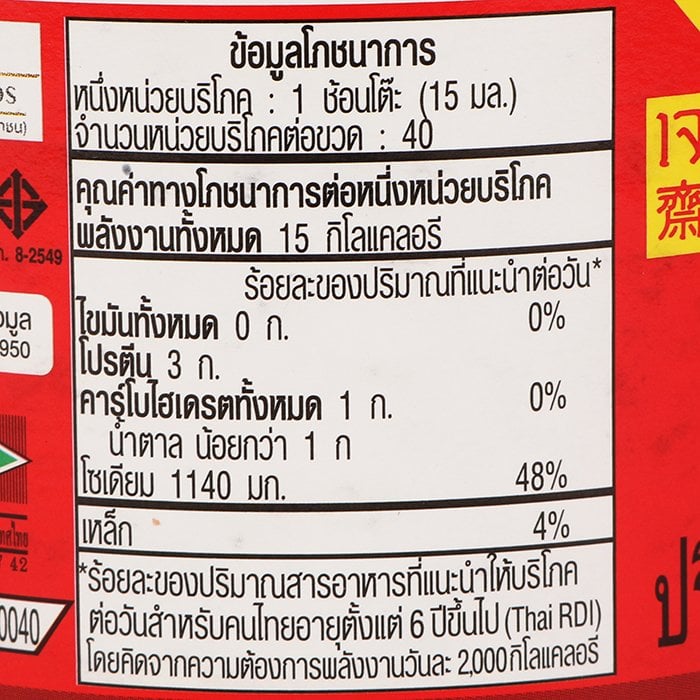 ข้อมูลโภชนาการ
หนึ่งหน่วยบริโภค : 1 ช้อนโต๊ะ (15 มล.)
จำนวนหน่วยบริโภคต่อขวด : 40
คุณค่าทางโภชนาการต่อหนึ่งหน่วยบริโภค
พลังงานทั้งหมด 15 กิโลแคลอรี
ร้อยละของปริมาณที่แนะนำต่อวัน*
ไขมันทั้งหมด 0 ก. 0%
โปรตีน 3 ก.
คาร์โบไฮเดรตทั้งหมด 1 ก. 0%
น้ำตาล น้อยกว่า 1 ก
โซเดียม 1140 มก. 48%
เหล็ก 4%
*ร้อยละของปริมาณสารอาหารที่แนะนำให้บริโภค
ต่อวันสำหรับคนไทยอายุตั้งแต่ 6 ปีขึ้นไป (Thai RDI)
โดยคิดจากความต้องการพลังงานวันละ 2,000กิโลแคลอรี
8-2549
950
42
0040
เจ
齋